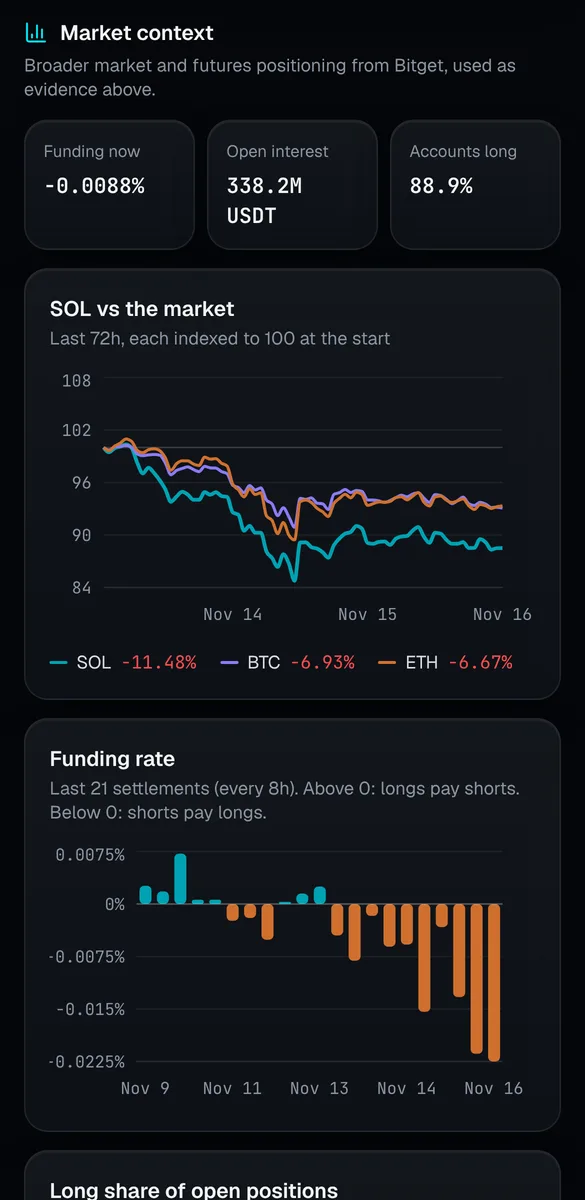 Market context
Broader market and futures positioning from Bitget, used as
evidence above.
Funding now
-0.0088%
Open interest
338.2M
USDT
Accounts long
88.9%
SOL vs the market
Last 72h, each indexed to 100 at the start
108
102
96
90
84
Nov 14
Nov 15
Nov 16
SOL -11.48%
BTC -6.93%
ETH -6.67%
Funding rate
Last 21 settlements (every 8h). Above 0: longs pay shorts.
Below 0: shorts pay longs.
0.0075%
0%
-0.0075%
-0.015%
-0.0225%
Nov 9
Nov 11
Nov 13
Nov 14
Nov 16
Long share of open positions